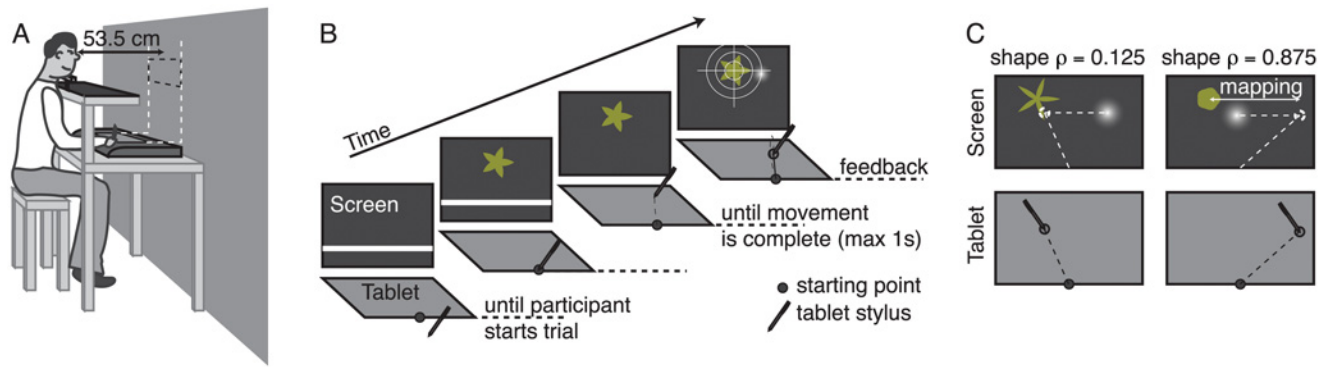 A
53.5 cm
B
Time
Screen
Tablet
until participant
starts trial
until movement
is complete (max 1s)
feedback
starting point
tablet stylus
C
shape ρ = 0.125
shape ρ = 0.875
Screen
mapping
Tablet